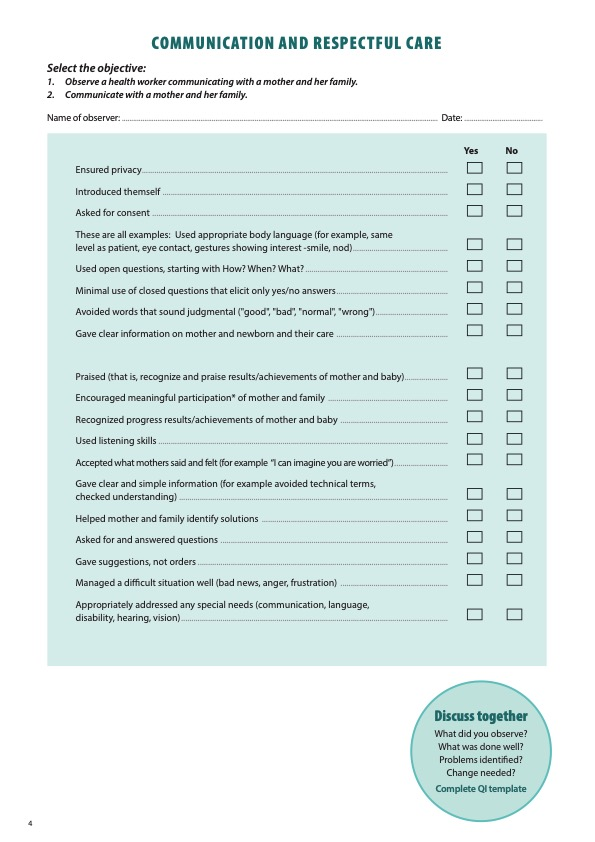 COMMUNICATION AND RESPECTFUL CARE
Select the objective:
1. Observe a health worker communicating with a mother and her family.
2. Communicate with a mother and her family.
Name of observer: Date:
Yes No
Ensured privacy
Introduced themself
Asked for consent
These are all examples: Used appropriate body language (for example, same
level as patient, eye contact, gestures showing interest -smile, nod)
Used open questions, starting with How? When? What?
Minimal use of closed questions that elicit only yes/no answers
Avoided words that sound judgmental ("good", "bad", "normal", "wrong")
Gave clear information on mother and newborn and their care
Praised (that is, recognize and praise results/achievements of mother and baby)
Encouraged meaningful participation* of mother and family
Recognized progress results/achievements of mother and baby
Used listening skills
Accepted what mothers said and felt (for example “I can imagine you are worried”)
Gave clear and simple information (for example avoided technical terms,
checked understanding)
Helped mother and family identify solutions
Asked for and answered questions
Gave suggestions, not orders
Managed a difficult situation well (bad news, anger, frustration)
Appropriately addressed any special needs (communication, language,
disability, hearing, vision)
Discuss together
What did you observe?
What was done well?
Problems identified?
Change needed?
Complete QI template
4